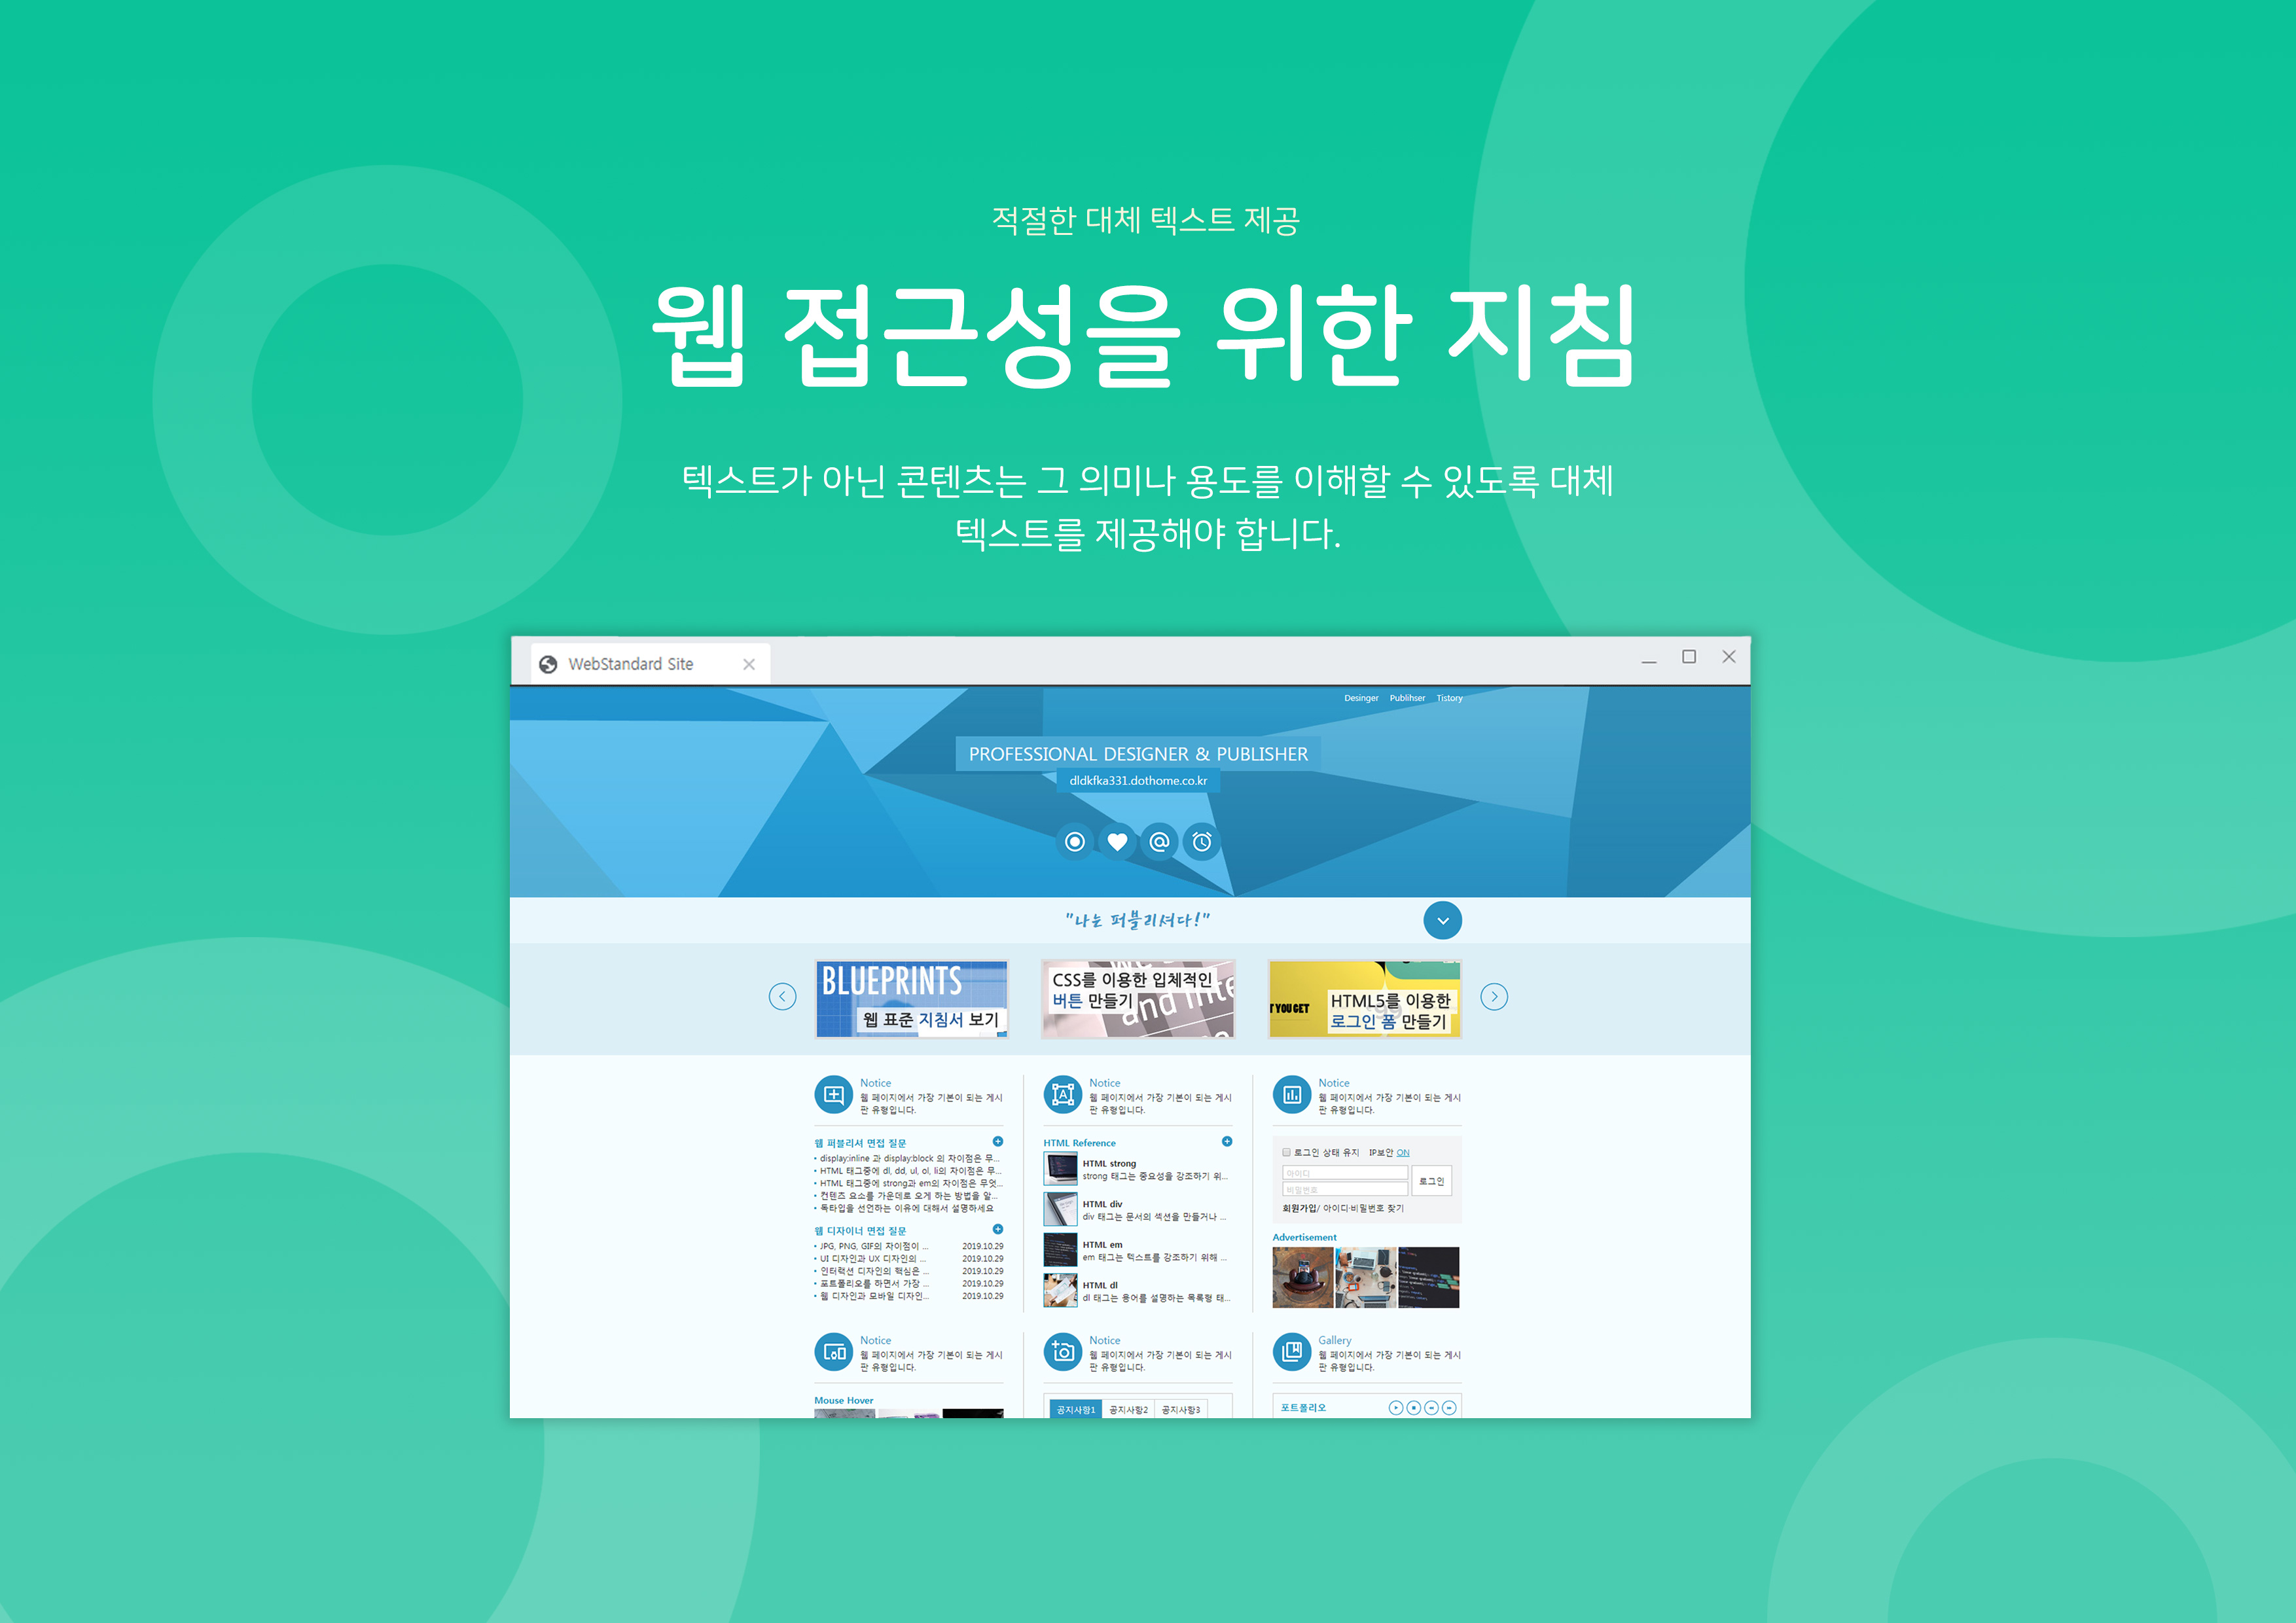 적절한 대체 텍스트 제공
웹 접근성을 위한 지침
텍스트가 아닌 콘텐츠는 그 의미나 용도를 이해할 수 있도록 대체
텍스트를 제공해야 합니다.
WebStandard Site
Desinger Publihser Tistory
PROFESSIONAL DESIGNER & PUBLISHER
dldkfka331.dothome.co.kr
"나는 퍼블리셔다!"
BLUEPRINTS
웹 표준 지침서 보기
CSS를 이용한 입체적인
버튼 만들기
and inte
T YOU GET
HTML5를 이용한
로그인 폼 만들기
Notice
웹 페이지에서 가장 기본이 되는 게시
판 유형입니다.
웹 퍼블리셔 면접 질문
display:inline 과 display:block 의 차이점은 무...
HTML 태그중에 dl, dd, ul, ol, li의 차이점은 무...
HTML 태그중에 strong과 em의 차이점은 무엇...
컨텐츠 요소를 가운데로 오게 하는 방법을 알...
독타입을 선언하는 이유에 대해서 설명하세요
웹 디자이너 면접 질문
JPG, PNG, GIF의 차이점이 ... 2019.10.29
UI 디자인과 UX 디자인의 ... 2019.10.29
인터랙션 디자인의 핵심은 ... 2019.10.29
포트폴리오를 하면서 가장 ... 2019.10.29
웹 디자인과 모바일 디자인... 2019.10.29
Notice
웹 페이지에서 가장 기본이 되는 게시
판 유형입니다.
HTML Reference
HTML strong
strong 태그는 중요성을 강조하기 위...
HTML div
div 태그는 문서의 섹션을 만들거나 ...
HTML em
em 태그는 텍스트를 강조하기 위해 ...
HTML dl
dl 태그는 용어를 설명하는 목록형 태...
Notice
웹 페이지에서 가장 기본이 되는 게시
판 유형입니다.
로그인 상태 유지 IP보안 ON
아이디
비밀번호
로그인
회원가입/ 아이디·비밀번호 찾기
Advertisement
Notice
웹 페이지에서 가장 기본이 되는 게시
판 유형입니다.
Mouse Hover
Notice
웹 페이지에서 가장 기본이 되는 게시
판 유형입니다.
공지사항1 공지사항2 공지사항3
Gallery
웹 페이지에서 가장 기본이 되는 게시
판 유형입니다.
포트폴리오